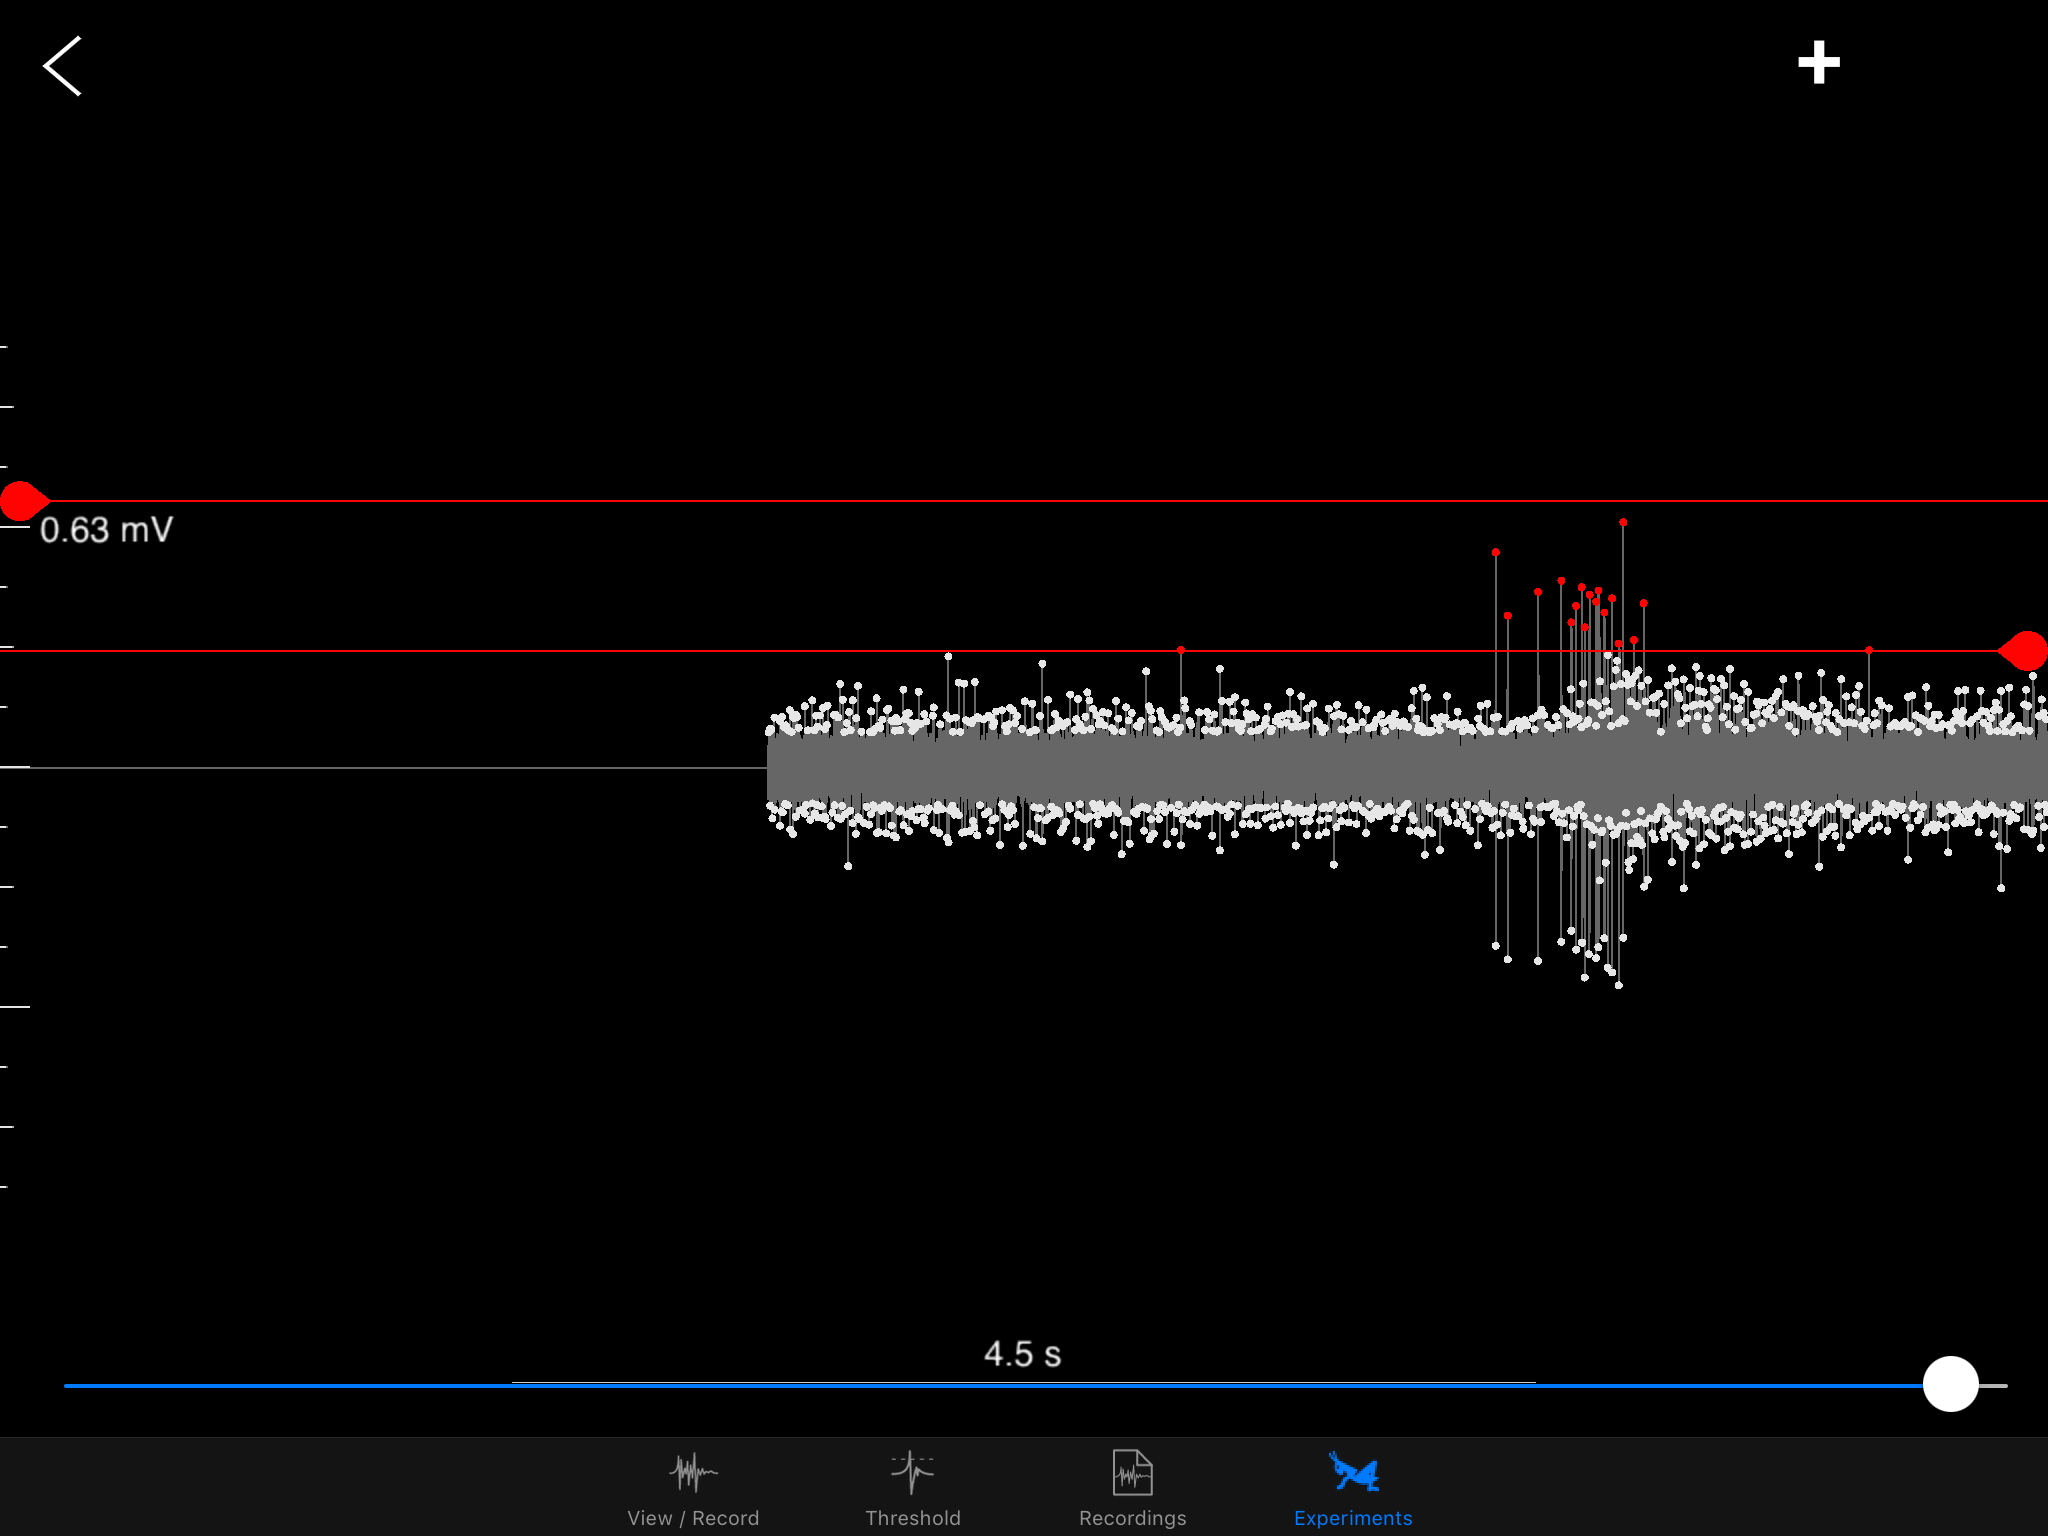 0.63 mV
4.5 s
View / Record
Threshold
Recordings
Experiments